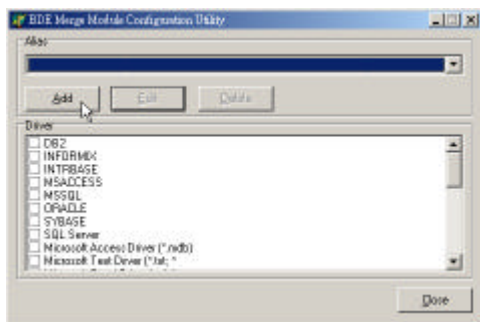 BDE Merge Module Configuration Utility
Alias
Add
Edit
Delete
Driver
DB2
INFORMIX
INTRBASE
MSACCESS
MSSQL
ORACLE
SYBASE
SQL Server
Microsoft Access Driver (*.mdb)
Microsoft Text Driver (*.txt; *
Close